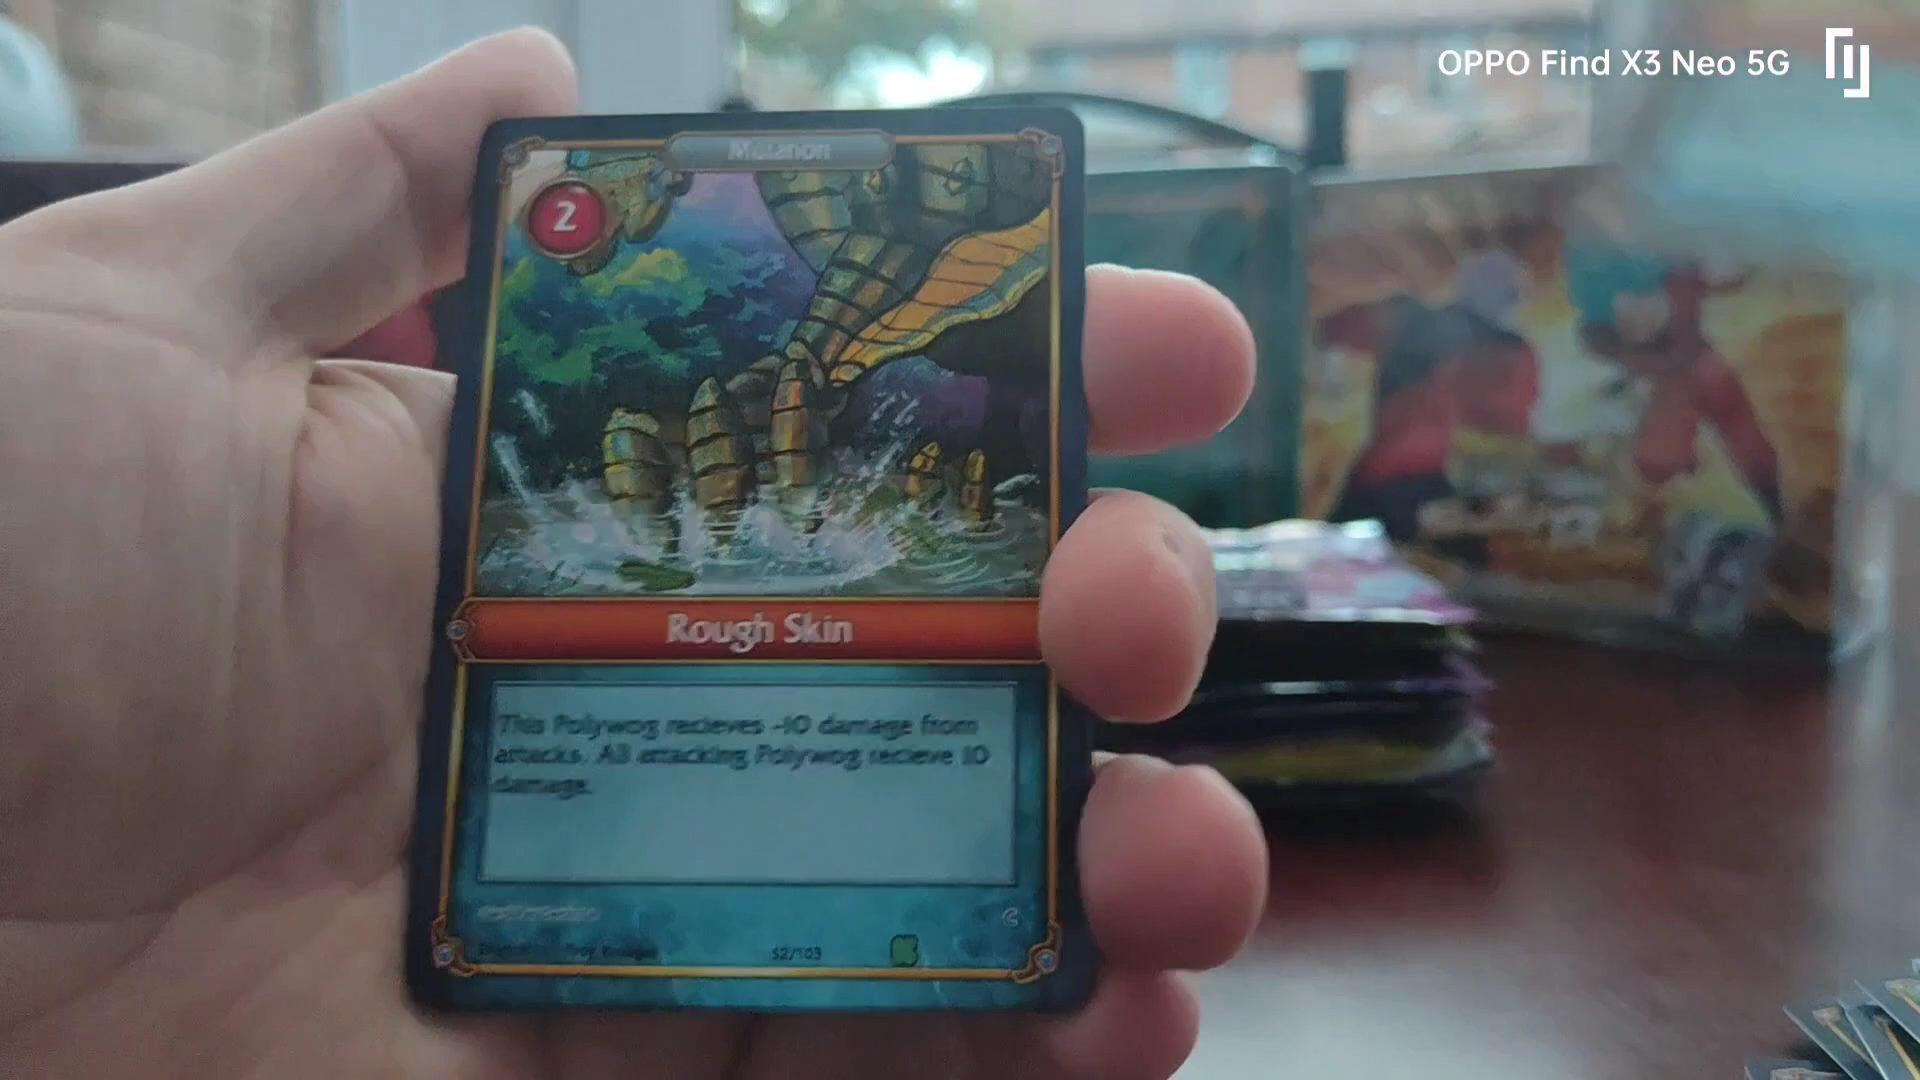 OPPO Find X3 Neo 5G
Mutation
2
Rough Skin
This Polywog recieves -10 damage from
attacks. All attacking Polywog recieve 10
damage.
52/103
C